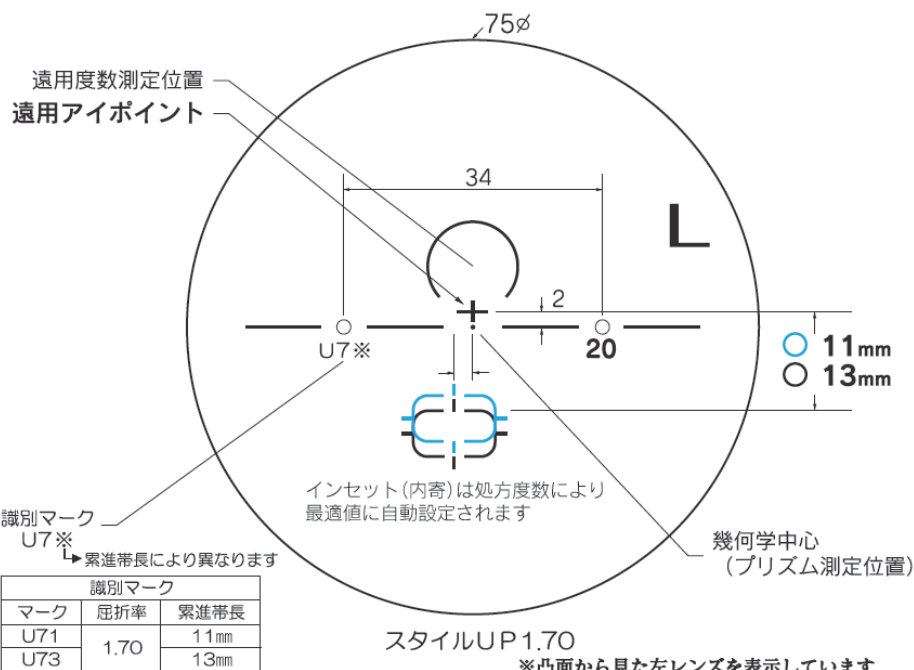 75φ
遠用度数測定位置
遠用アイポイント
34
L
2
U7※
20
11mm
13mm
インセット(内寄)は処方度数により
最適値に自動設定されます
識別マーク
U7※
累進帯長により異なります
幾何学中心
(プリズム測定位置)
識別マーク
マーク 屈折率 累進帯長
U71 1.70 11mm
U73 13mm
スタイルUP1.70
※凸面から見た左レンズを表示しています